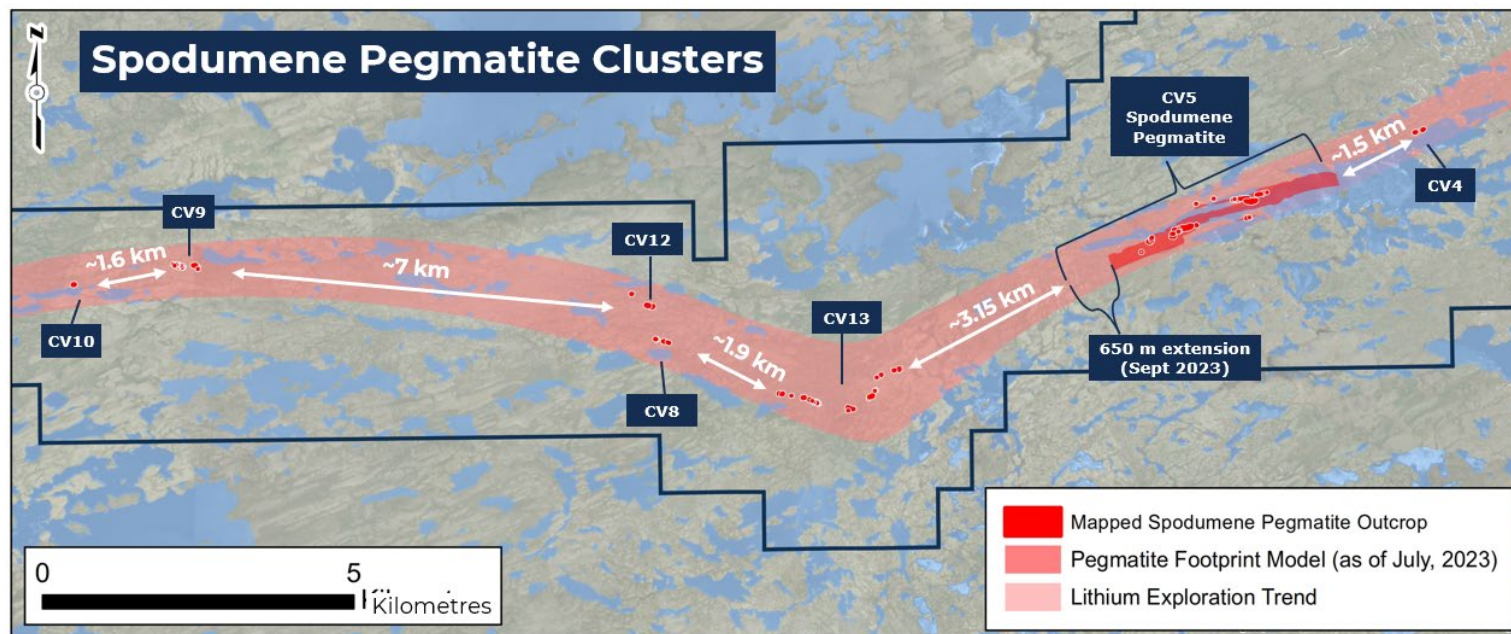 N
Spodumene Pegmatite Clusters
CV5
Spodumene
Pegmatite
~1.5 km
CV4
CV9
~1.6 km
CV12
~7 km
CV10
CV13
~3.15 km
~1.9 km
650 m extension
(Sept 2023)
CV8
Mapped Spodumene Pegmatite Outcrop
Pegmatite Footprint Model (as of July, 2023)
Lithium Exploration Trend
0 5
Kilometres